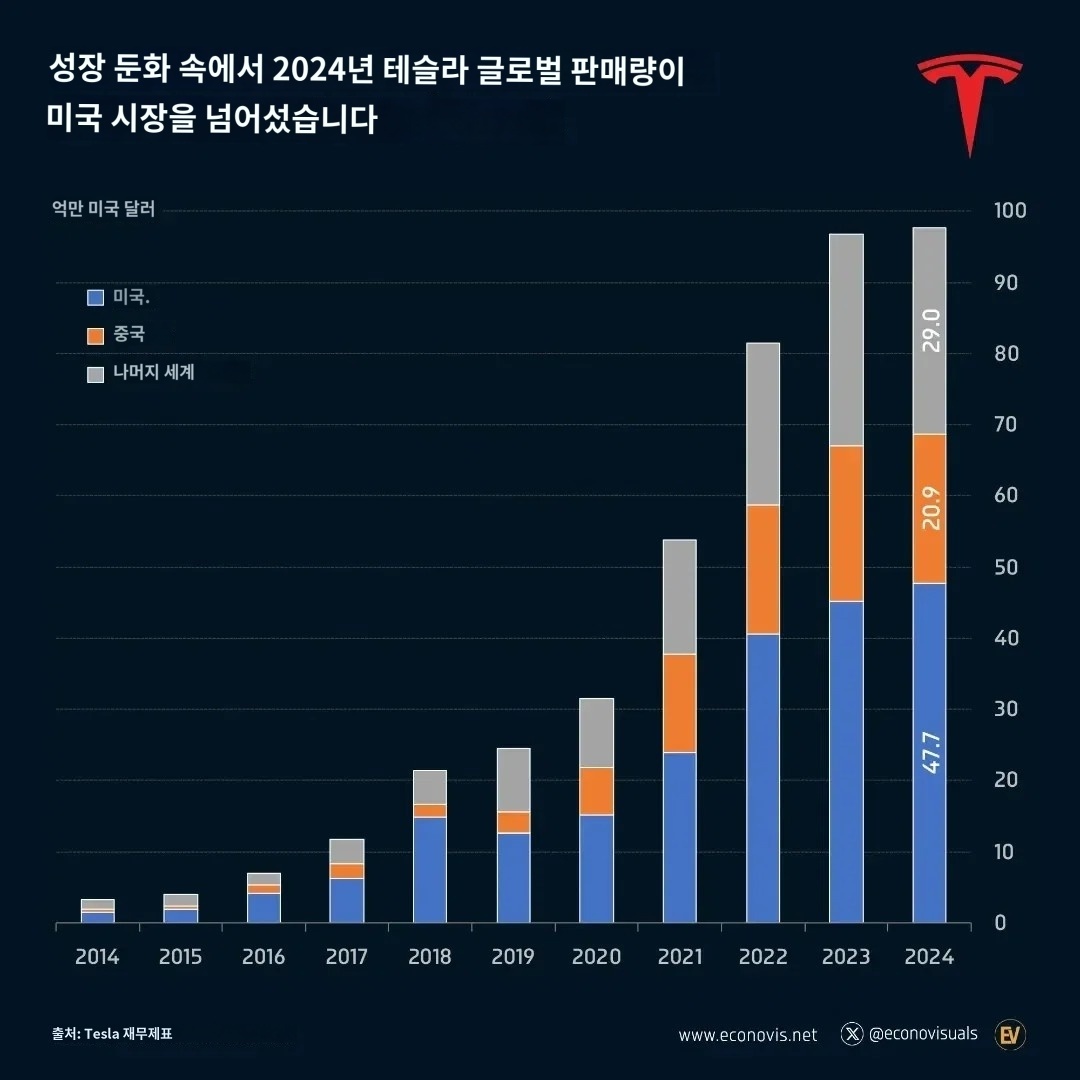 성장 둔화 속에서 2024년 테슬라 글로벌 판매량이
미국 시장을 넘어섰습니다
억만 미국 달러
100
90
80
70
60
50
40
30
20
10
0
미국.
중국
나머지 세계
29.0
20.9
47.7
2014 2015 2016 2017 2018 2019 2020 2021 2022 2023 2024
출처: Tesla 재무제표
www.econovis.net @econovisuals EV